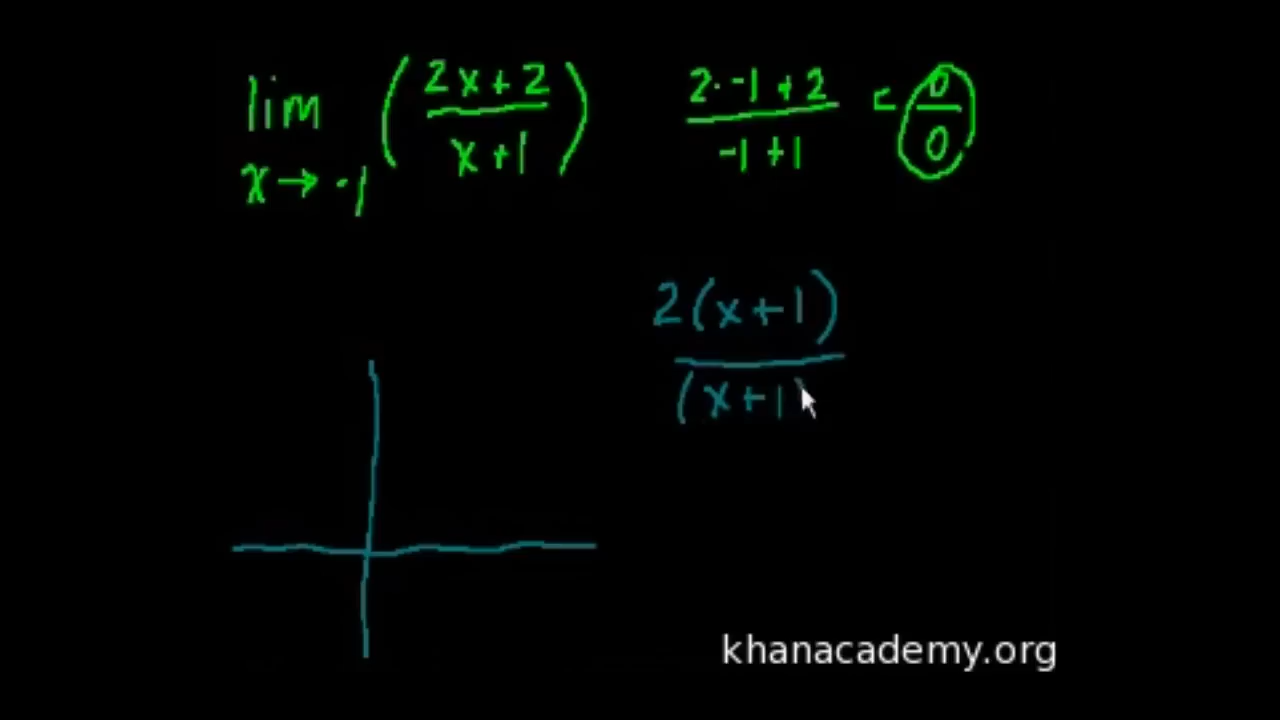 lim x→-1 (2x+2 / x+1)
2·-1+2 / -1+1 = 0/0
2(x+1)
(x+1)
khanacademy.org